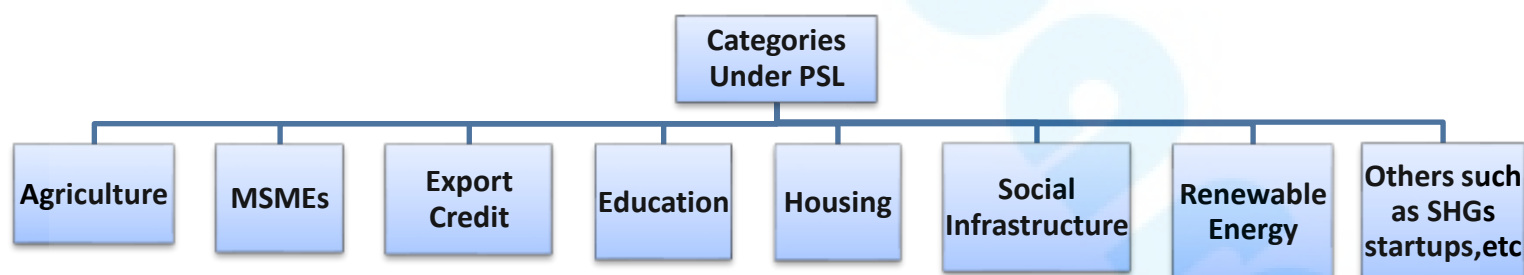 Categories
Under PSL
Agriculture
MSMEs
Export
Credit
Education
Housing
Social
Infrastructure
Renewable
Energy
Others such
as SHGs
startups,etc